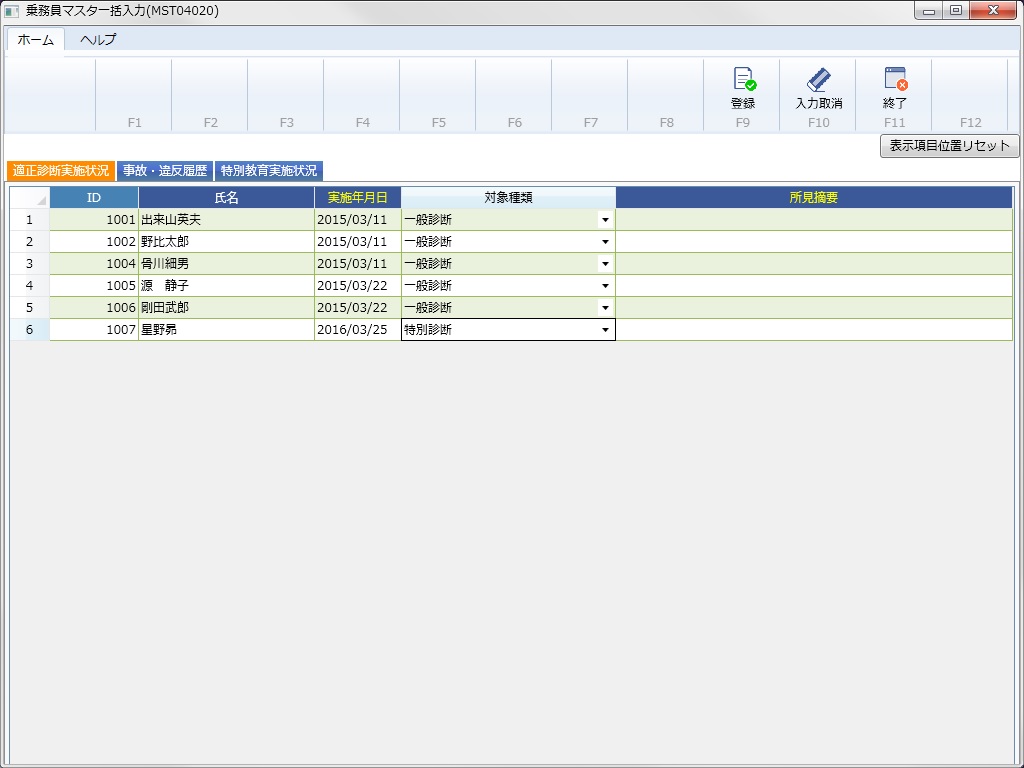 乗務員マスター括入力(MST04020)
ホーム ヘルプ
登録 入力取消 終了
F1 F2 F3 F4 F5 F6 F7 F8 F9 F10 F11 F12
表示項目位置リセット
適正診断実施状況 事故・違反履歴 特別教育実施状況
ID 氏名 実施年月日 対象種類 所見摘要
1 1001 出来山英夫 2015/03/11 一般診断
2 1002 野比太郎 2015/03/11 一般診断
3 1004 骨川細男 2015/03/11 一般診断
4 1005 源　静子 2015/03/22 一般診断
5 1006 剛田武郎 2015/03/22 一般診断
6 1007 星野昴 2016/03/25 特別診断